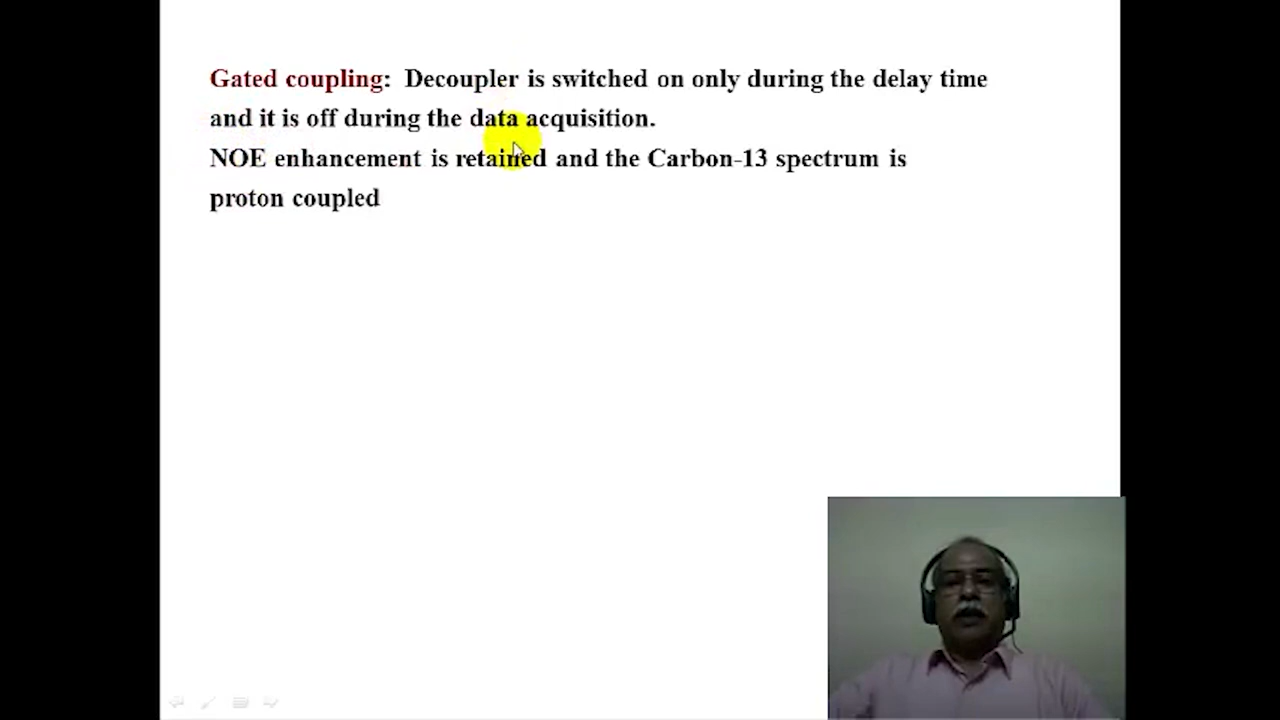 Gated coupling: Decoupler is switched on only during the delay time
and it is off during the data acquisition.
NOE enhancement is retained and the Carbon-13 spectrum is
proton coupled